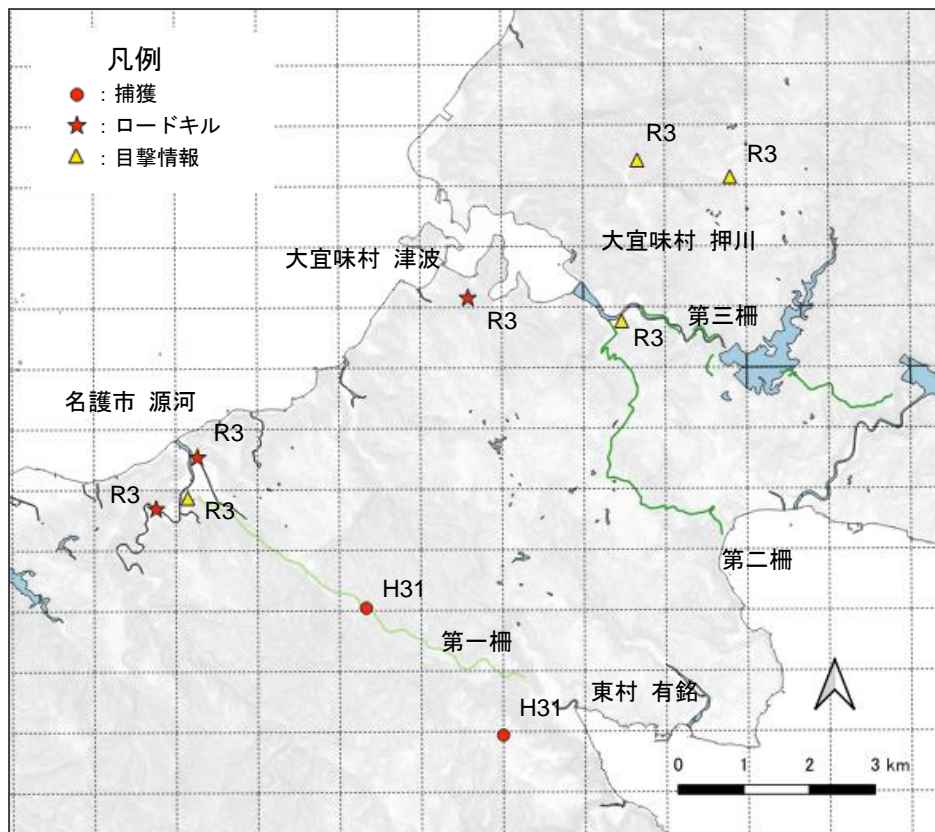 凡例
：捕獲
：ロードキル
：目撃情報
R3
R3
大宜味村 押川
大宜味村 津波
R3
第三柵
R3
名護市 源河
R3
R3
R3
第二柵
H31
第一柵
東村 有銘
H31
0 1 2 3 km